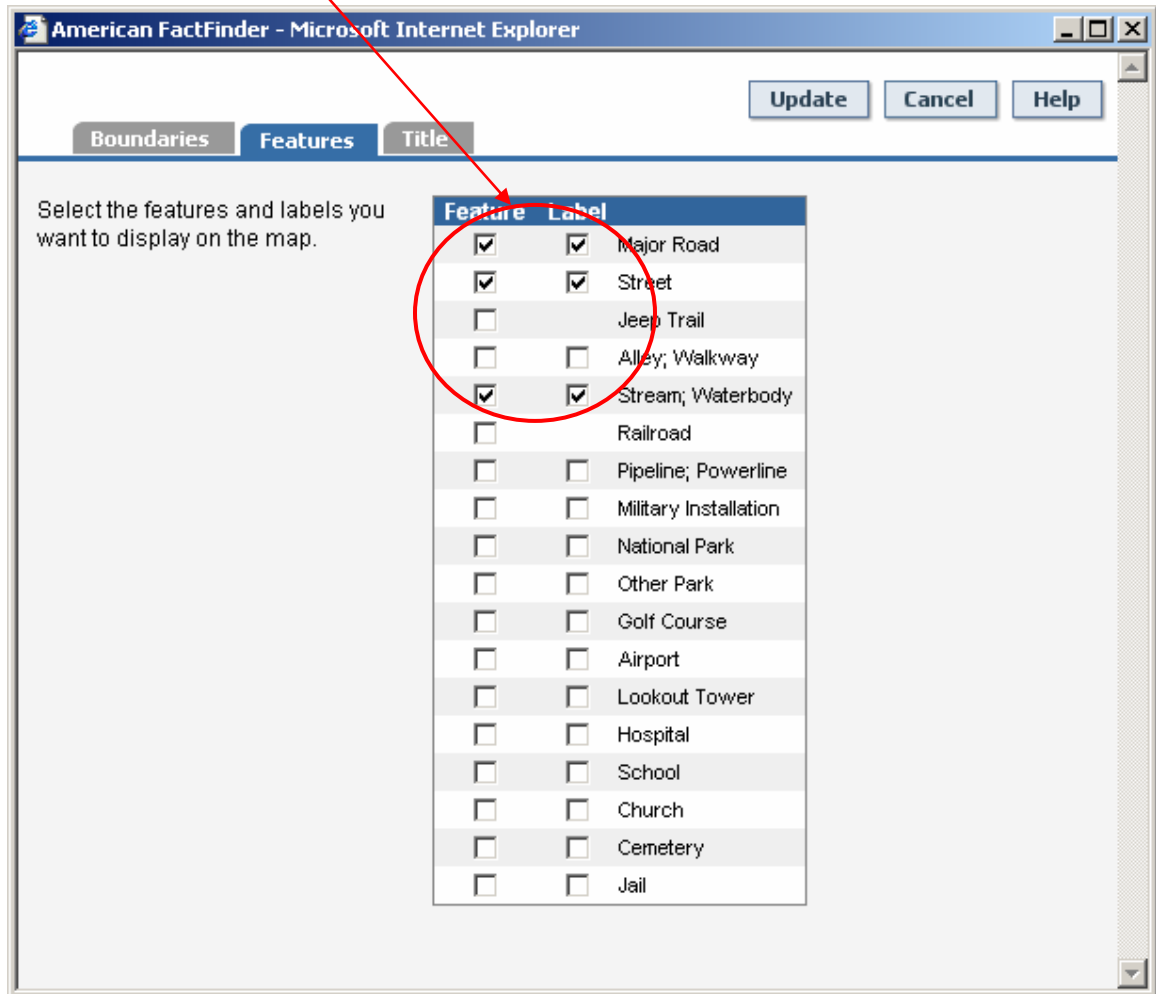 American FactFinder - Microsoft Internet Explorer
Update Cancel Help
Boundaries Features Title
Select the features and labels you
want to display on the map.
Feature Label
Major Road
Street
Jeep Trail
Alley; Walkway
Stream; Waterbody
Railroad
Pipeline; Powerline
Military Installation
National Park
Other Park
Golf Course
Airport
Lookout Tower
Hospital
School
Church
Cemetery
Jail